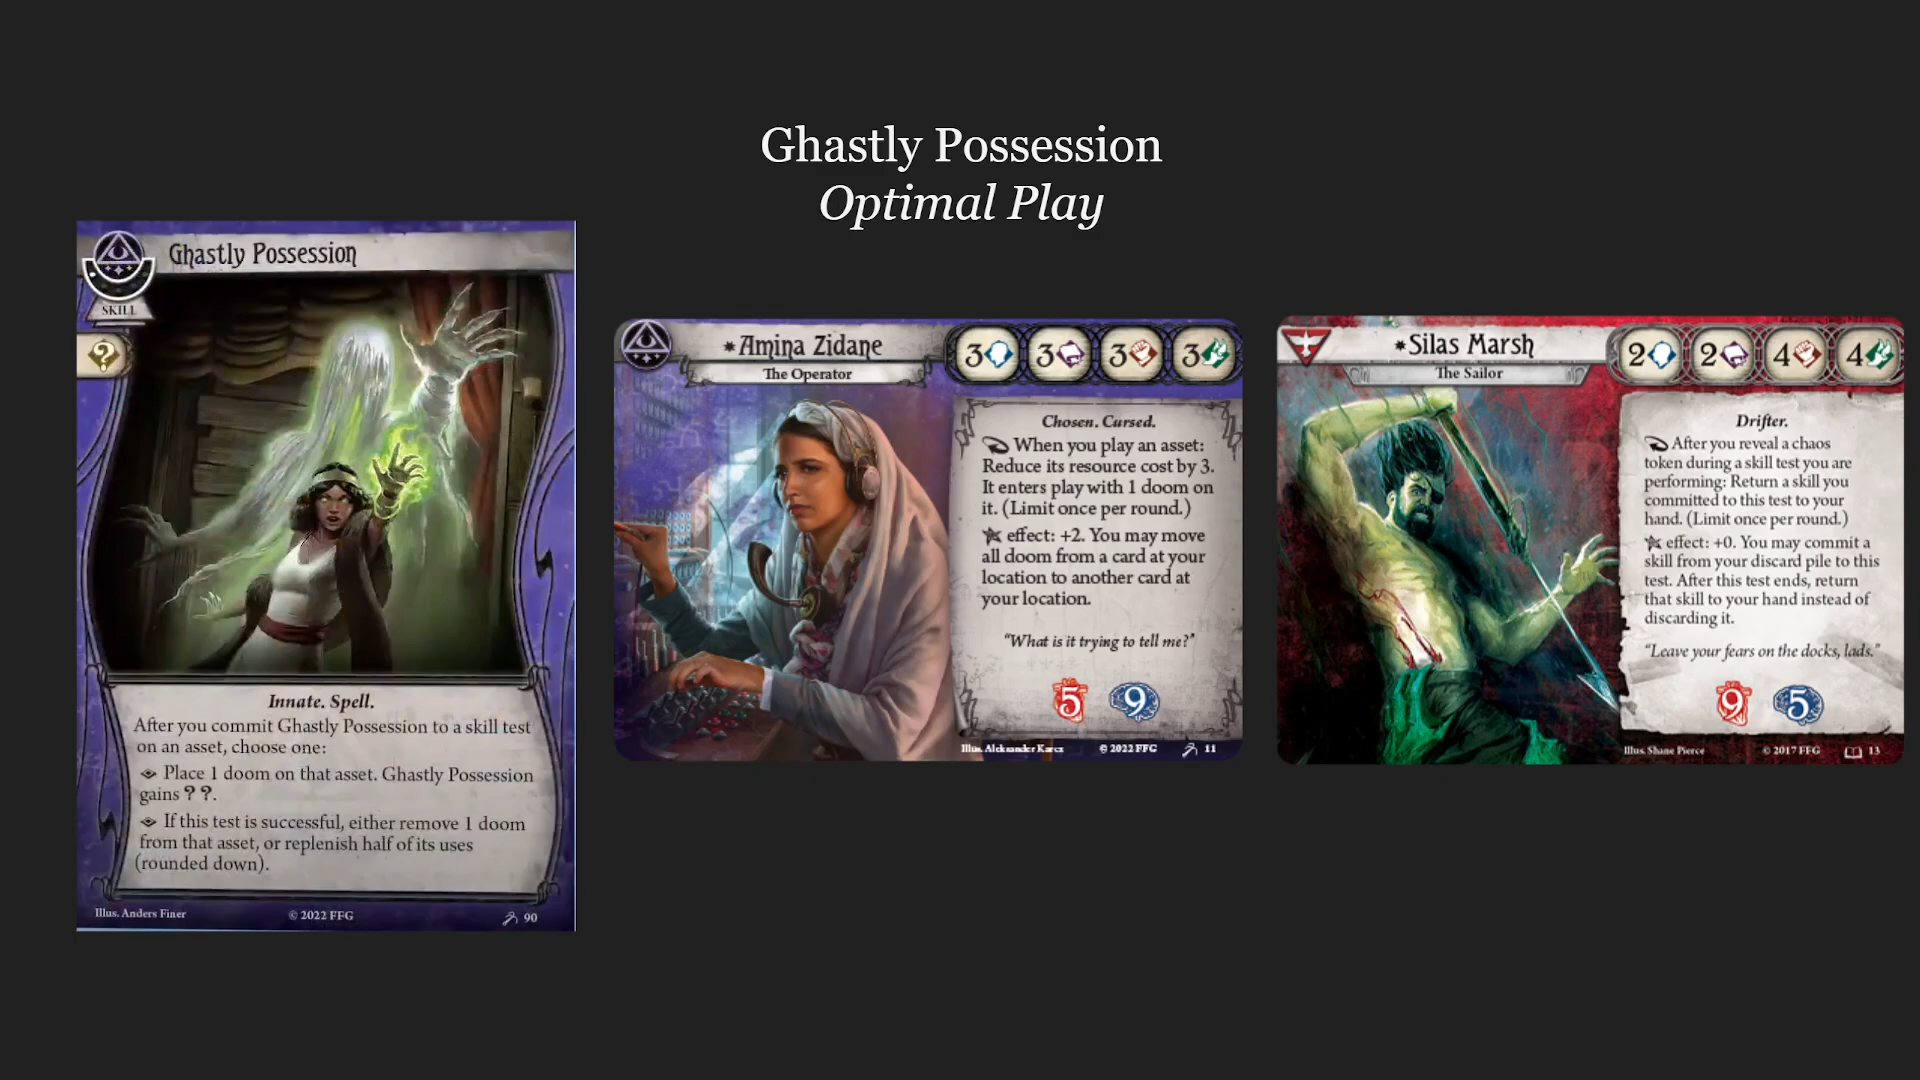 Ghastly Possession
Optimal Play
Ghastly Possession
SKILL
Innate. Spell.
After you commit Ghastly Possession to a skill test
on an asset, choose one:
Place 1 doom on that asset. Ghastly Possession
gains ? ?.
If this test is successful, either remove 1 doom
from that asset, or replenish half of its uses
(rounded down).
Illus. Anders Finer © 2022 FFG 90
*Amina Zidane
The Operator
3 3 3 3
Chosen. Cursed.
When you play an asset:
Reduce its resource cost by 3.
It enters play with 1 doom on
it. (Limit once per round.)
effect: +2. You may move
all doom from a card at your
location to another card at
your location.
"What is it trying to tell me?"
5 9
Illus. Aleksander Karcz © 2022 FFG 11
*Silas Marsh
The Sailor
2 2 4 4
Drifter.
After you reveal a chaos
token during a skill test you are
performing: Return a skill you
committed to this test to your
hand. (Limit once per round.)
effect: +0. You may commit a
skill from your discard pile to this
test. After this test ends, return
that skill to your hand instead of
discarding it.
"Leave your fears on the docks, lads."
9 5
Illus. Shane Pierce © 2017 FFG 13